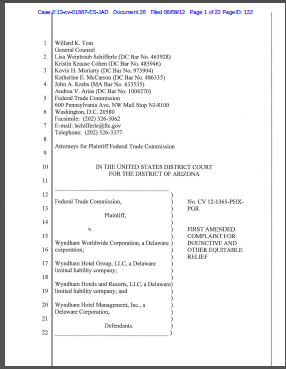 Case 2:13-cv-01887-ES-JAD Document 28 Filed 08/09/12 Page 1 of 22 PageID: 132
1 Willard K. Tom
General Counsel
2 Lisa Weintraub Schifferle (DC Bar No. 463928)
Kristin Krause Cohen (DC Bar No. 485946)
3 Kevin H. Moriarty (DC Bar No. 975904)
Katherine E. McCarron (DC Bar No. 486335)
4 John A. Krebs (MA Bar No. 633535)
Andrea V. Arias (DC Bar No. 1004270)
5 Federal Trade Commission
600 Pennsylvania Ave, NW Mail Stop NJ-8100
6 Washington, D.C. 20580
Facsimile: (202) 326-3062
7 E-mail: lschifferle@ftc.gov
Telephone: (202) 326-3377
8
Attorneys for Plaintiff Federal Trade Commission
9
10 IN THE UNITED STATES DISTRICT COURT
FOR THE DISTRICT OF ARIZONA
11
12 )
Federal Trade Commission, ) No. CV 12-1365-PHX-
13 ) PGR
Plaintiff, )
14 )
v. ) FIRST AMENDED
15 ) COMPLAINT FOR
Wyndham Worldwide Corporation, a Delaware ) INJUNCTIVE AND
16 corporation; ) OTHER EQUITABLE
) RELIEF
17 Wyndham Hotel Group, LLC, a Delaware )
limited liability company; )
18 )
Wyndham Hotels and Resorts, LLC, a Delaware )
19 limited liability company; and )
)
20 Wyndham Hotel Management, Inc., a )
Delaware Corporation, )
21 )
Defendants. )
22 )